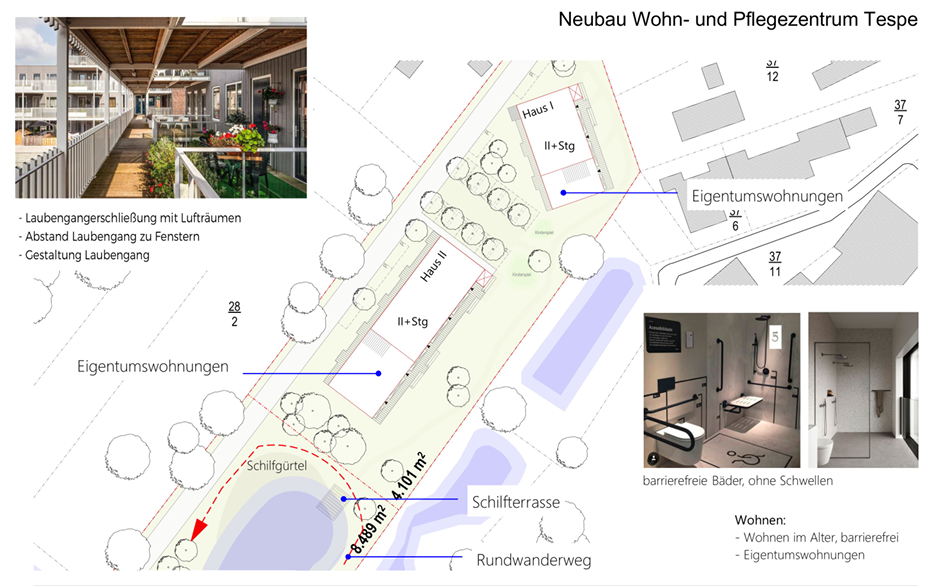 Neubau Wohn- und Pflegezentrum Tespe
37
12
37
7
Haus I
II+Stg
Eigentumswohnungen
37
6
37
11
- Laubengangerschließung mit Lufträumen
- Abstand Laubengang zu Fenstern
- Gestaltung Laubengang
Kinderspiel
Kinderspiel
Haus II
II+Stg
28
2
Eigentumswohnungen
5
barrierefreie Bäder, ohne Schwellen
Schilfgürtel
4.101 m²
8.489 m²
Schilfterrasse
Rundwanderweg
Wohnen:
- Wohnen im Alter, barrierefrei
- Eigentumswohnungen